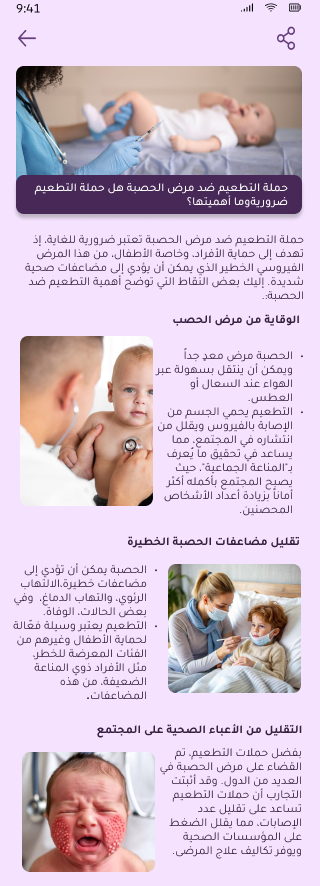 9:41
حملة التطعيم ضد مرض الحصبة هل حملة التطعيم
ضروريةوما أهميتها؟
حملة التطعيم ضد مرض الحصبة تعتبر ضرورية للغاية، إذ
تهدف إلى حماية الأفراد، وخاصة الأطفال، من هذا المرض
الفيروسي الخطير الذي يمكن أن يؤدي إلى مضاعفات صحية
شديدة. إليك بعض النقاط التي توضح أهمية التطعيم ضد
الحصبة:.
الوقاية من مرض الحصب
• الحصبة مرض معدٍ جداً
ويمكن أن ينتقل بسهولة عبر
الهواء عند السعال أو
العطس.
• التطعيم يحمي الجسم من
الإصابة بالفيروس ويقلل من
انتشاره في المجتمع، مما
يساعد في تحقيق ما يُعرف
بـ"المناعة الجماعية"، حيث
يصبح المجتمع بأكمله أكثر
أماناً بزيادة أعداد الأشخاص
المحصنين.
تقليل مضاعفات الحصبة الخطيرة
• الحصبة يمكن أن تؤدي إلى
مضاعفات خطيرة،الالتهاب
الرئوي، والتهاب الدماغ، وفي
بعض الحالات، الوفاة.
• التطعيم يعتبر وسيلة فعّالة
لحماية الأطفال وغيرهم من
الفئات المعرضة للخطر،
مثل الأفراد ذوي المناعة
الضعيفة، من هذه
المضاعفات.
التقليل من الأعباء الصحية على المجتمع
بفضل حملات التطعيم، تم
القضاء على مرض الحصبة في
العديد من الدول. وقد أثبتت
التجارب أن حملات التطعيم
تساعد على تقليل عدد
الإصابات، مما يقلل الضغط
على المؤسسات الصحية
ويوفر تكاليف علاج المرضى.